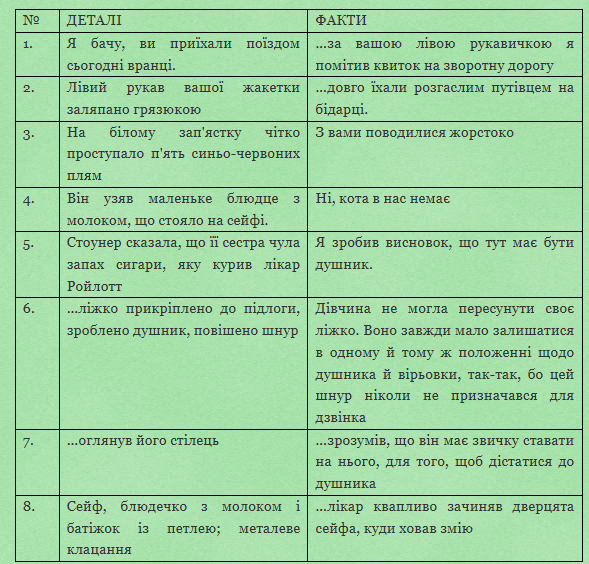 № ДЕТАЛІ ФАКТИ
1. Я бачу, ви приїхали поїздом ...за вашою лівою рукавичкою я
сьогодні вранці. помітив квиток на зворотну дорогу
2. Лівий рукав вашої жакетки ...довго їхали розгаслим путівцем на
заляпано грязюкою бідарці.
3. На білому зап'ястку чітко З вами поводилися жорстоко
проступало п'ять синьо-червоних
плям
4. Він узяв маленьке блюдце з Ні, кота в нас немає
молоком, що стояло на сейфі.
5. Стоунер сказала, що її сестра чула Я зробив висновок, що тут має бути
запах сигари, яку курив лікар душник.
Ройлотт
6. ...ліжко прикріплено до підлоги, Дівчина не могла пересунути своє
зроблено душник, повішено шнур ліжко. Воно завжди мало залишатися
в одному й тому ж положенні щодо
душника й вірьовки, так-так, бо цей
шнур ніколи не призначався для
дзвінка
7. ...оглянув його стілець ...зрозумів, що він має звичку ставати
на нього, для того, щоб дістатися до
душника
8. Сейф, блюдечко з молоком і ...лікар квапливо зачиняв дверцята
батіжок із петлею; металеве сейфа, куди ховав змію
клацання